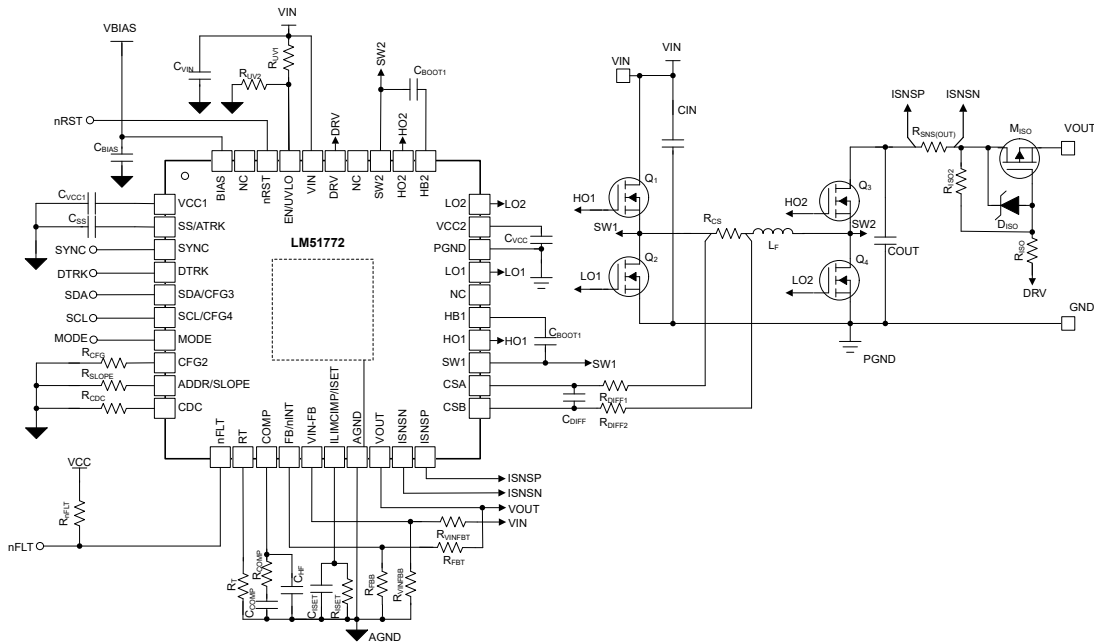 VBIAS
VIN
CVIN
RUV1
RUV2
SW2
CBOOT1
nRST
CBIAS
DRV
HO2
BIAS
NC
nRST
EN/UVLO
VIN
DRV
NC
SW2
HO2
HB2
CVCC1
CSS
SYNC
DTRK
SDA
SCL
MODE
RCFG
RSLOPE
RCDC
VCC1
SS/ATRK
SYNC
DTRK
SDA/CFG3
SCL/CFG4
MODE
CFG2
ADDR/SLOPE
CDC
LM51772
LO2
VCC2
PGND
LO1
NC
HB1
HO1
SW1
CSA
CSB
LO2
CVCC
LO1
CBOOT1
HO1
SW1
CDIFF
RDIFF1
RDIFF2
nFLT
RT
COMP
FB/nINT
VIN-FB
ILIMCIMP/ISET
AGND
VOUT
ISNSN
ISNSP
VCC
RnFLT
nFLT
RT
RCOMP
CCOMP
CHF
CISET
RISET
RFBB
RVINFBB
AGND
ISNSP
ISNSN
VOUT
VIN
RVINFBT
RFBT
VIN
VIN
CIN
Q1
HO1
SW1
LO1
Q2
RCS
LF
Q3
HO2
SW2
LO2
Q4
COUT
PGND
ISNSP
ISNSN
RSNS(OUT)
MISO
VOUT
RISO2
DISO
RISO
DRV
GND